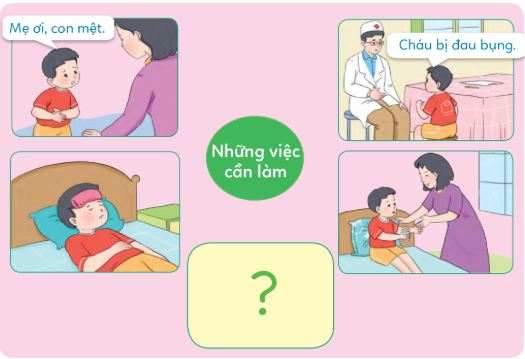 Mẹ ơi, con mệt.
Cháu bị đau bụng.
Những việc
cần làm
?